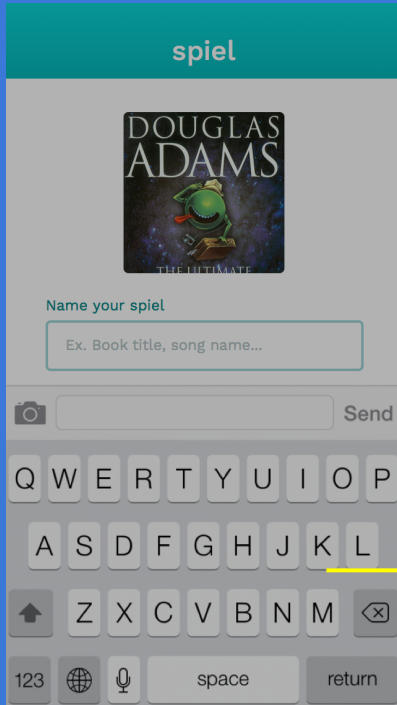 spiel
DOUGLAS
ADAMS
THE ULTIMATE
Name your spiel
Ex. Book title, song name...
Send
Q W E R T Y U I O P
A S D F G H J K L
Z X C V B N M
123 space return